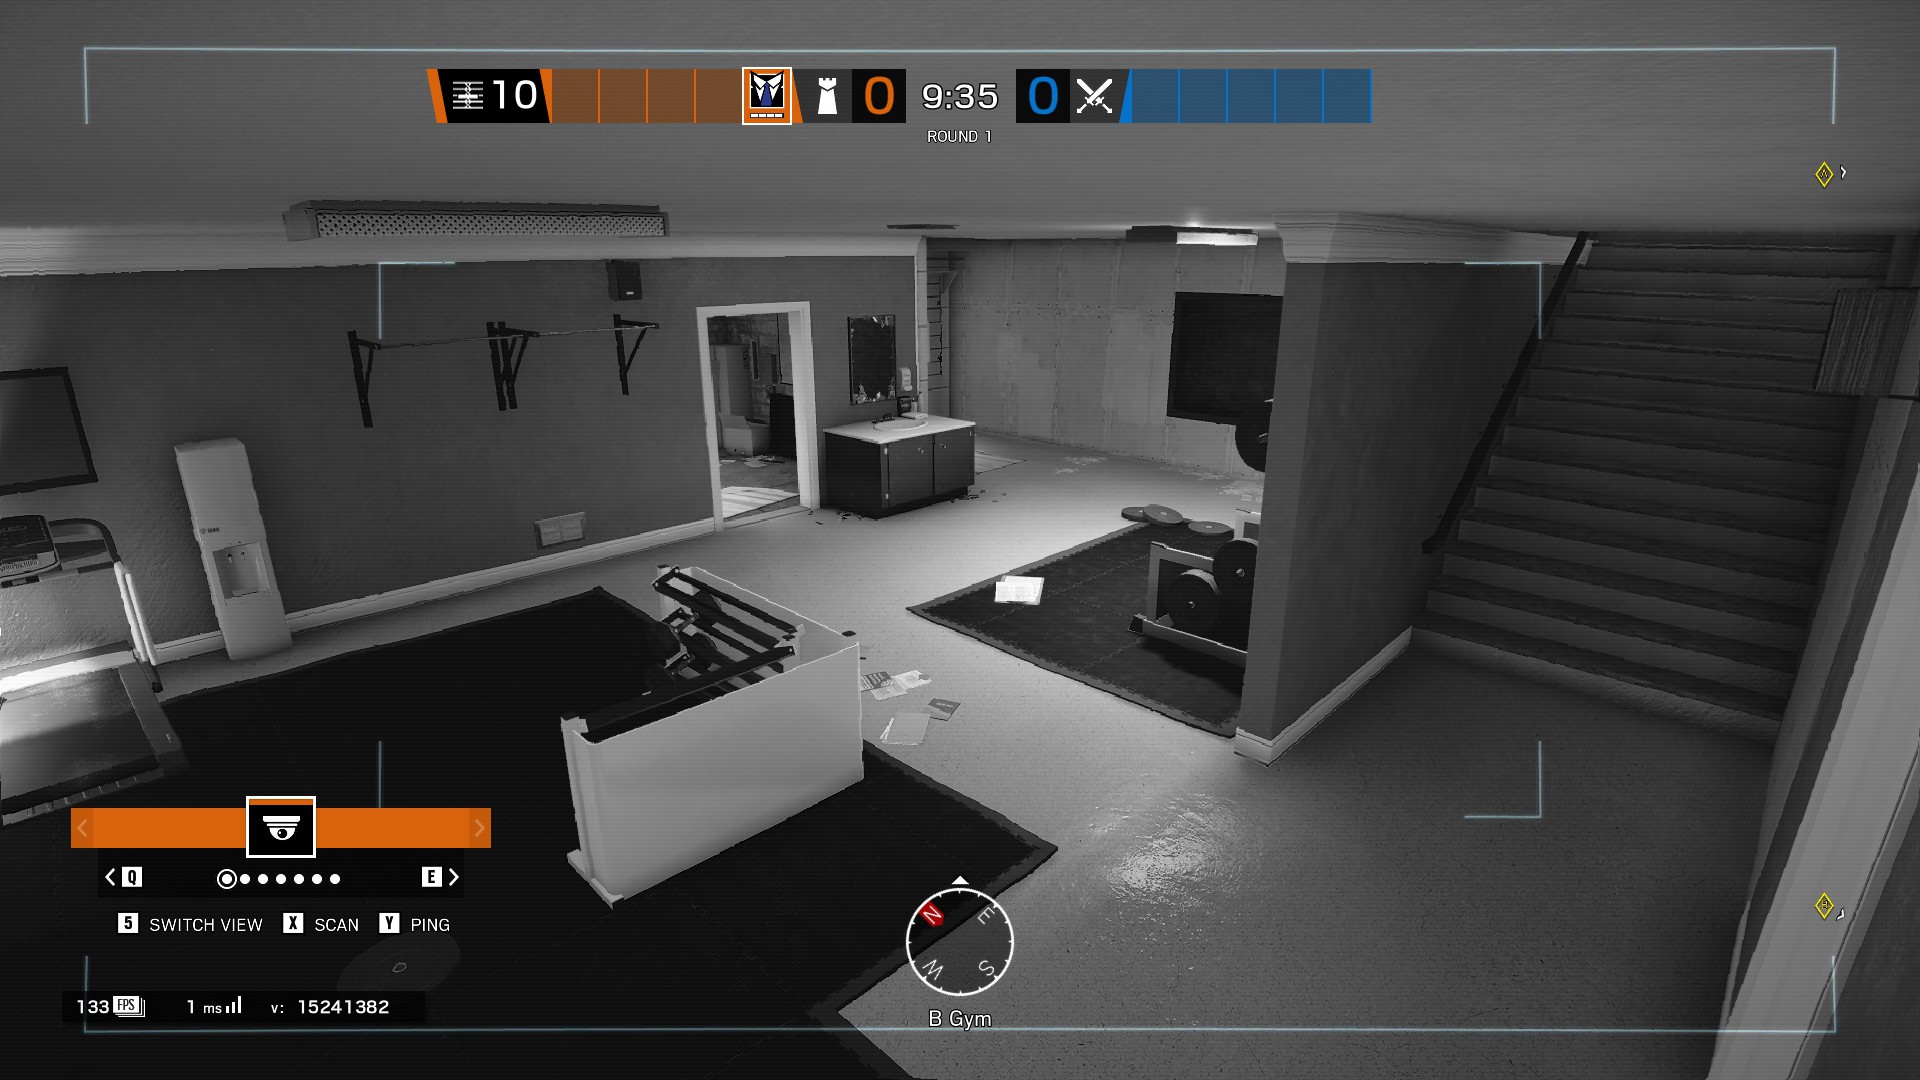 10
0
9:35
0
ROUND 1
A
Q
E
5 SWITCH VIEW X SCAN Y PING
B
N
E
W
S
133 FPS 1 ms v: 15241382
B Gym